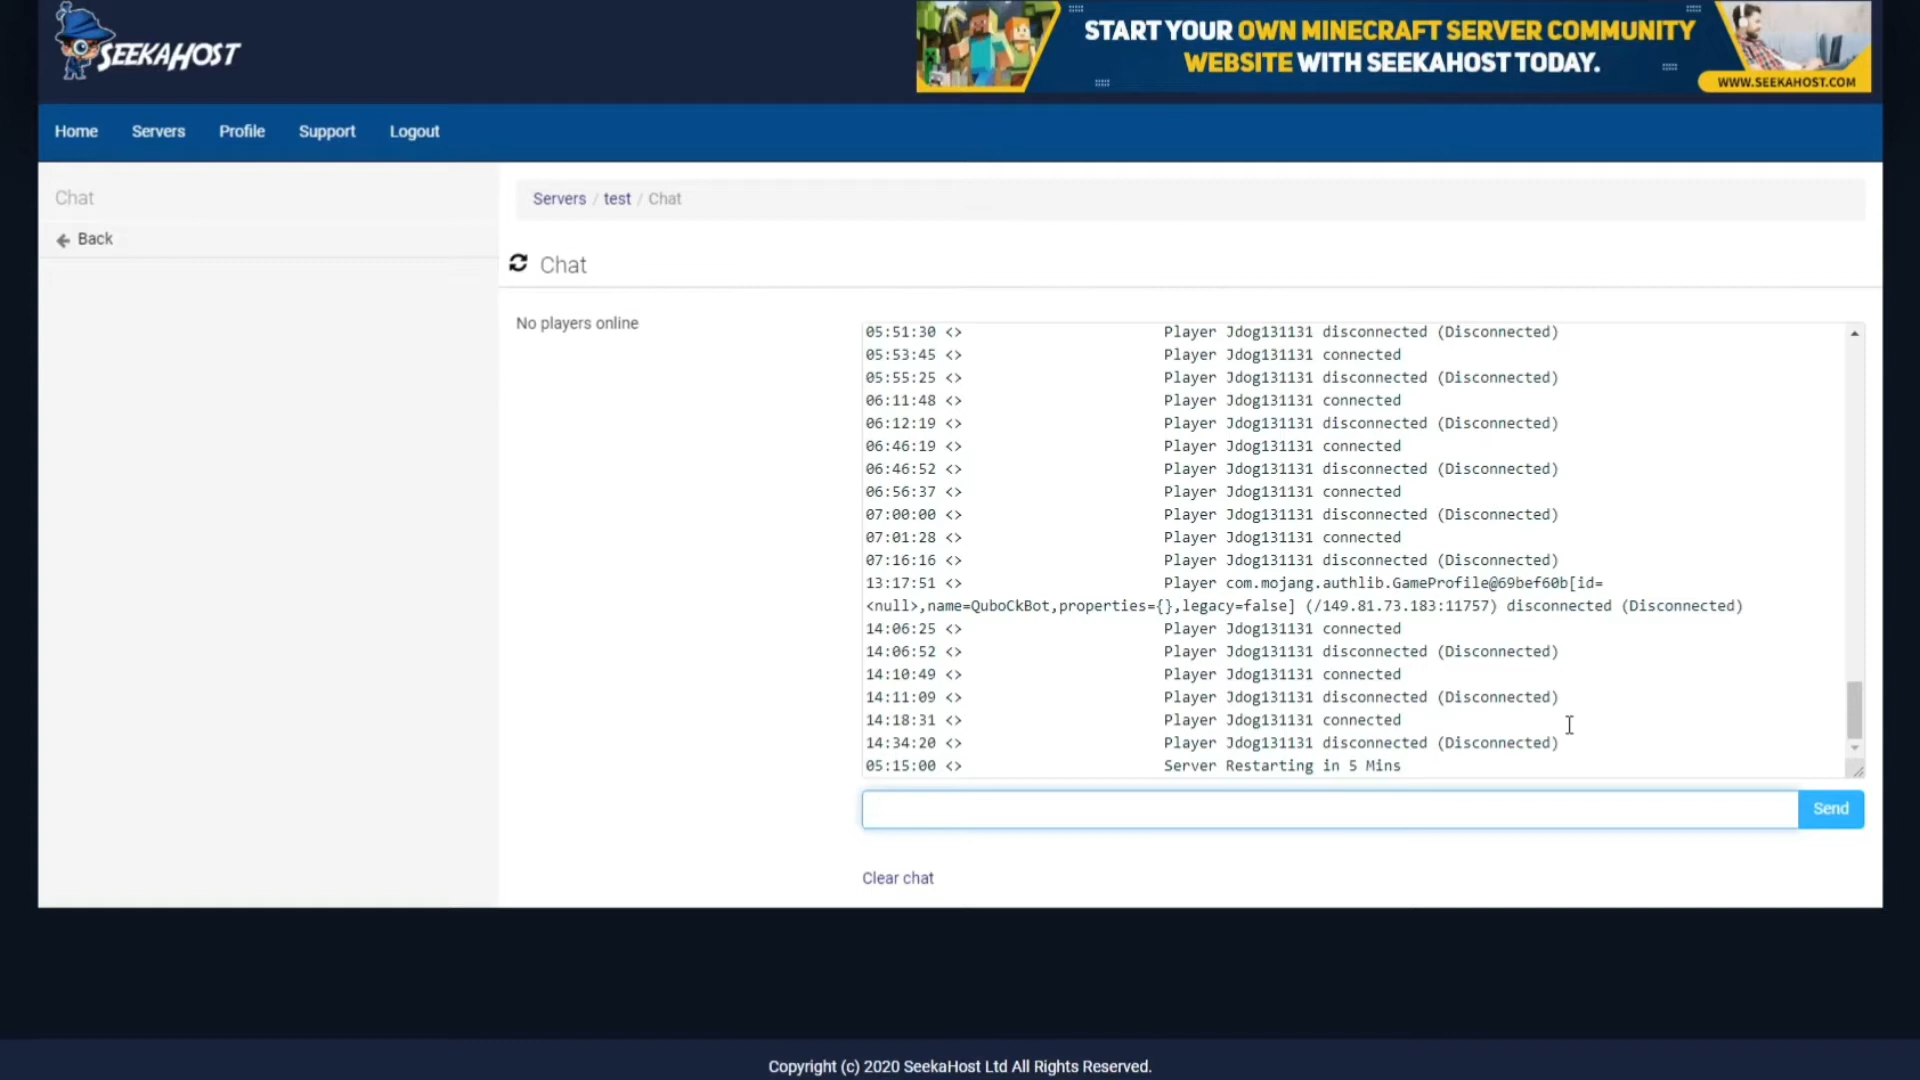 SEEKAHOST
START YOUR OWN MINECRAFT SERVER COMMUNITY
WEBSITE WITH SEEKAHOST TODAY.
WWW.SEEKAHOST.COM
Home Servers Profile Support Logout
Chat
Back
Servers / test / Chat
Chat
No players online
05:51:30 <> Player Jdog131131 disconnected (Disconnected)
05:53:45 <> Player Jdog131131 connected
05:55:25 <> Player Jdog131131 disconnected (Disconnected)
06:11:48 <> Player Jdog131131 connected
06:12:19 <> Player Jdog131131 disconnected (Disconnected)
06:46:19 <> Player Jdog131131 connected
06:46:52 <> Player Jdog131131 disconnected (Disconnected)
06:56:37 <> Player Jdog131131 connected
07:00:00 <> Player Jdog131131 disconnected (Disconnected)
07:01:28 <> Player Jdog131131 connected
07:16:16 <> Player Jdog131131 disconnected (Disconnected)
13:17:51 <> Player com.mojang.authlib.GameProfile@69bef60b[id=
<null>,name=QuboCkBot,properties={},legacy=false] (/149.81.73.183:11757) disconnected (Disconnected)
14:06:25 <> Player Jdog131131 connected
14:06:52 <> Player Jdog131131 disconnected (Disconnected)
14:10:49 <> Player Jdog131131 connected
14:11:09 <> Player Jdog131131 disconnected (Disconnected)
14:18:31 <> Player Jdog131131 connected
14:34:20 <> Player Jdog131131 disconnected (Disconnected)
05:15:00 <> Server Restarting in 5 Mins
Send
Clear chat
Copyright (c) 2020 SeekaHost Ltd All Rights Reserved.